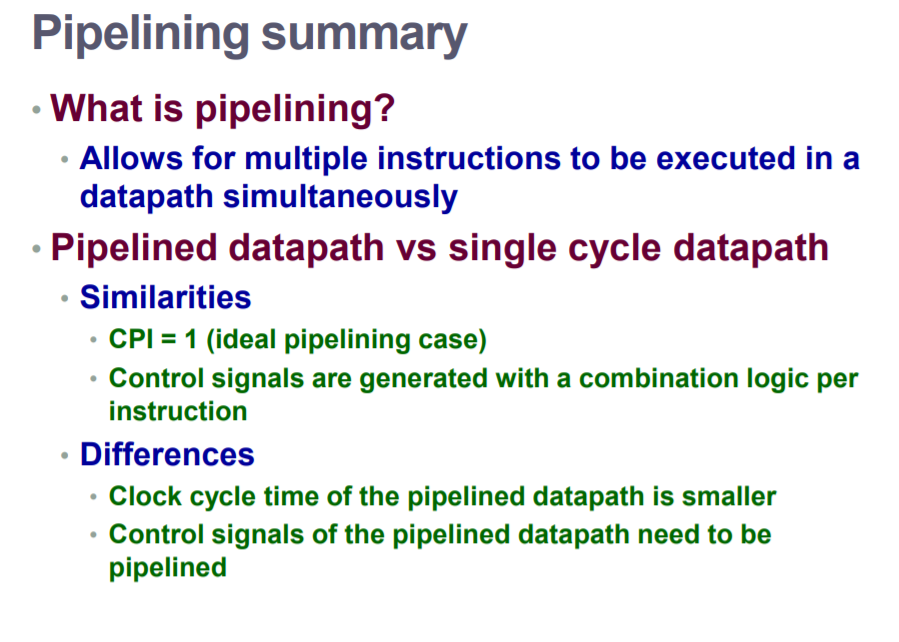 Pipelining summary
• What is pipelining?
• Allows for multiple instructions to be executed in a
datapath simultaneously
• Pipelined datapath vs single cycle datapath
• Similarities
• CPI = 1 (ideal pipelining case)
• Control signals are generated with a combination logic per
instruction
• Differences
• Clock cycle time of the pipelined datapath is smaller
• Control signals of the pipelined datapath need to be
pipelined